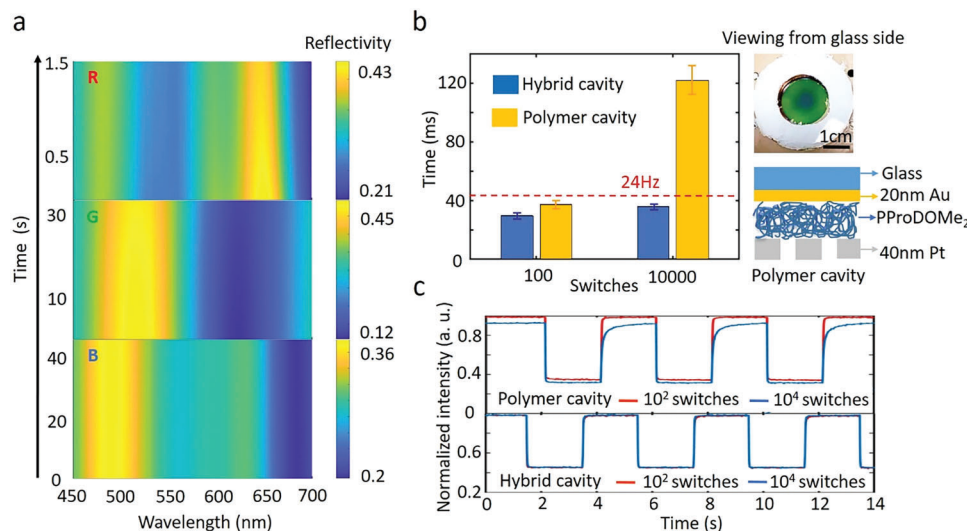 a
Reflectivity
1.5
R
0.43
0.5
0.21
Time (s)
30
G
0.45
10
0.12
40
B
0.36
20
0
0.2
450 500 550 600 650 700
Wavelength (nm)
b
120
80
40
0
Time (ms)
Hybrid cavity
Polymer cavity
24Hz
100 10000
Switches
Viewing from glass side
1cm
Glass
20nm Au
PProDOMe2
40nm Pt
Polymer cavity
c
Normalized intensity (a. u.)
0.8
0.4
Polymer cavity 10² switches 10⁴ switches
0
0.6
Hybrid cavity 10² switches 10⁴ switches
0.2
0 2 4 6 8 10 12 14
Time (s)